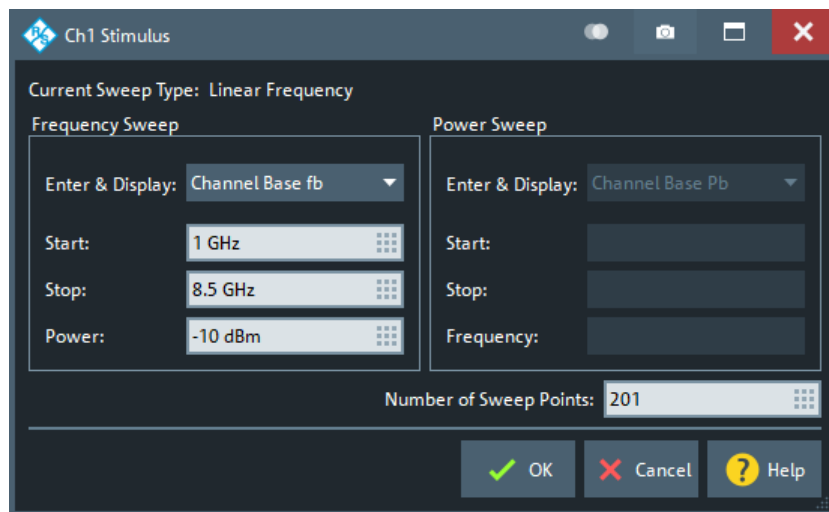 R&S Ch1 Stimulus
Current Sweep Type: Linear Frequency
Frequency Sweep
Enter & Display: Channel Base fb
Start: 1 GHz
Stop: 8.5 GHz
Power: -10 dBm
Power Sweep
Enter & Display: Channel Base Pb
Start:
Stop:
Frequency:
Number of Sweep Points: 201
OK Cancel ? Help